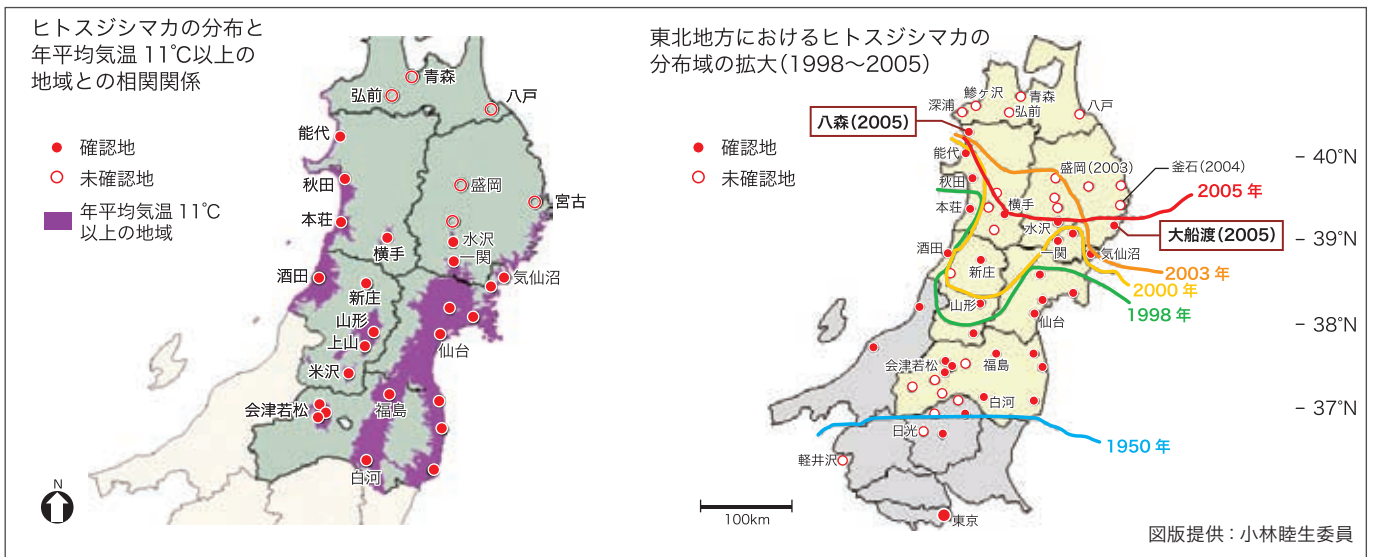 ヒトスジシマカの分布と
年平均気温 11℃以上の
地域との相関関係
確認地
未確認地
年平均気温 11℃
以上の地域
青森
弘前
八戸
能代
秋田
盛岡
宮古
本荘
横手
水沢
一関
酒田
新庄
気仙沼
山形
上山
仙台
米沢
会津若松
福島
白河
N
東北地方におけるヒトスジシマカの
分布域の拡大(1998〜2005)
確認地
未確認地
鰺ヶ沢
深浦
青森
弘前
八戸
八森(2005)
能代
盛岡(2003)
釜石(2004)
秋田
2005 年
本荘
横手
水沢
大船渡(2005)
酒田
一関
気仙沼
新庄
2003 年
2000 年
山形
仙台
1998 年
会津若松
福島
白河
日光
1950 年
軽井沢
東京
100km
– 40°N
– 39°N
– 38°N
– 37°N
図版提供：小林睦生委員